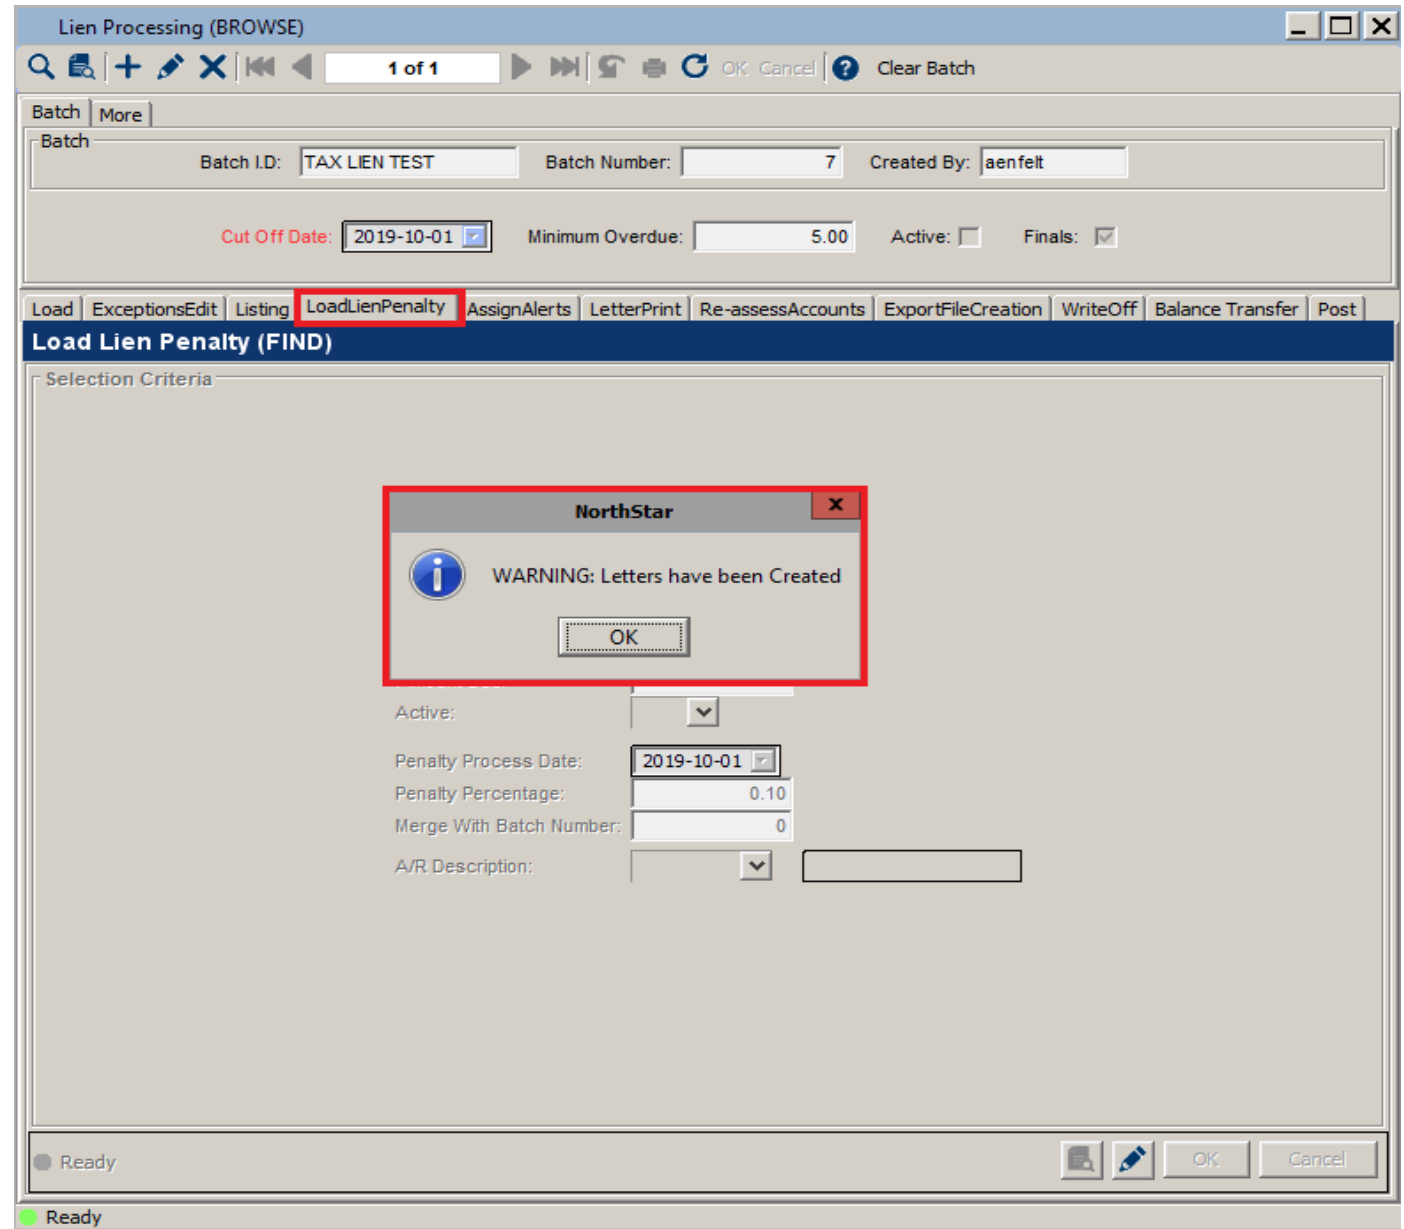 Lien Processing (BROWSE)
1 of 1 OK Cancel ? Clear Batch
Batch More
Batch
Batch I.D: TAX LIEN TEST Batch Number: 7 Created By: aenfelt
Cut Off Date: 2019-10-01 Minimum Overdue: 5.00 Active: Finals:
Load ExceptionsEdit Listing LoadLienPenalty AssignAlerts LetterPrint Re-assessAccounts ExportFileCreation WriteOff Balance Transfer Post
Load Lien Penalty (FIND)
Selection Criteria
NorthStar x
WARNING: Letters have been Created
OK
Active:
Penalty Process Date: 2019-10-01
Penalty Percentage: 0.10
Merge With Batch Number: 0
A/R Description:
Ready OK Cancel
Ready